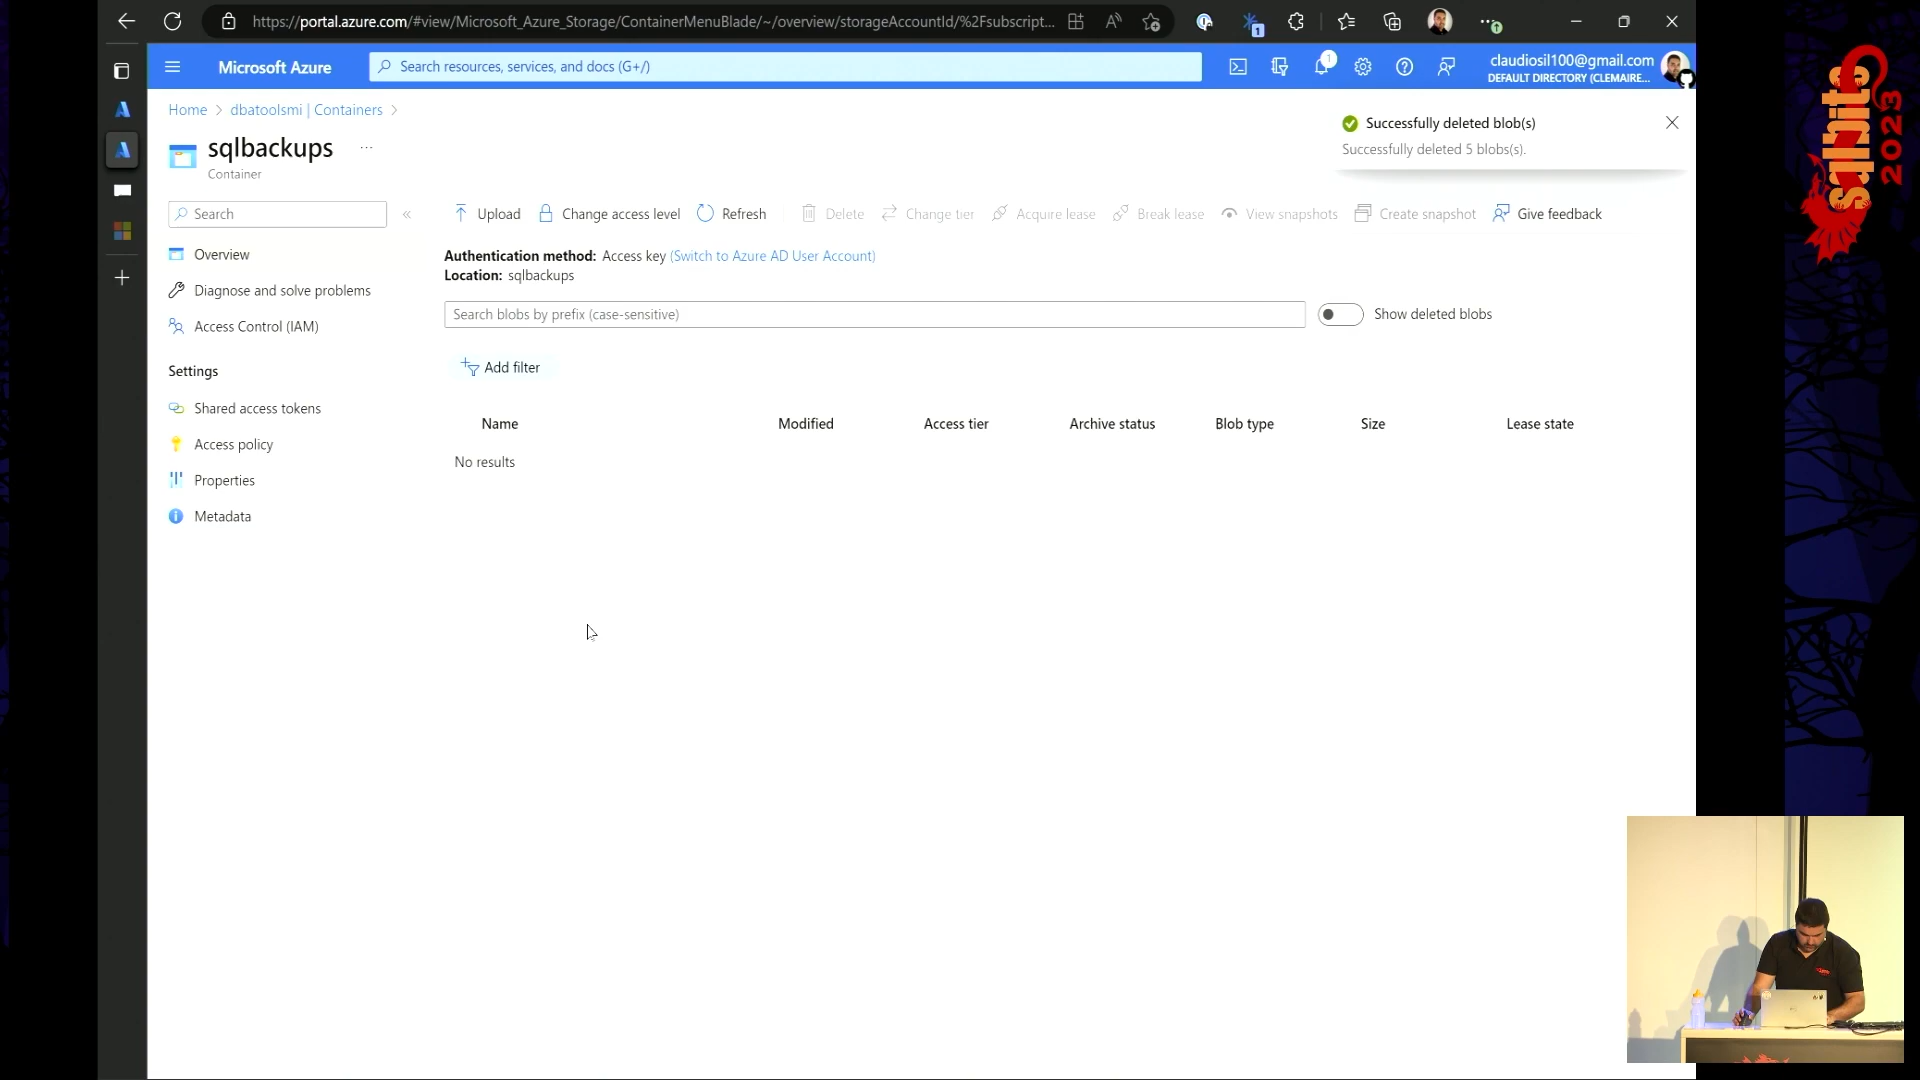 https://portal.azure.com/#view/Microsoft_Azure_Storage/ContainerMenuBlade/~/overview/storageAccountId/%2Fsubscript...
1
Microsoft Azure
Search resources, services, and docs (G+/)
1
claudiosil100@gmail.com
DEFAULT DIRECTORY (CLEMAIRE...
Home > dbatoolsmi | Containers >
sqlbackups ...
Container
Successfully deleted blob(s)
Successfully deleted 5 blobs(s).
Search
«
Upload
Change access level
Refresh
Delete
Change tier
Acquire lease
Break lease
View snapshots
Create snapshot
Give feedback
Overview
Diagnose and solve problems
Access Control (IAM)
Settings
Shared access tokens
Access policy
Properties
Metadata
Authentication method: Access key (Switch to Azure AD User Account)
Location: sqlbackups
Search blobs by prefix (case-sensitive)
Show deleted blobs
Add filter
Name Modified Access tier Archive status Blob type Size Lease state
No results
sqlbits
2023